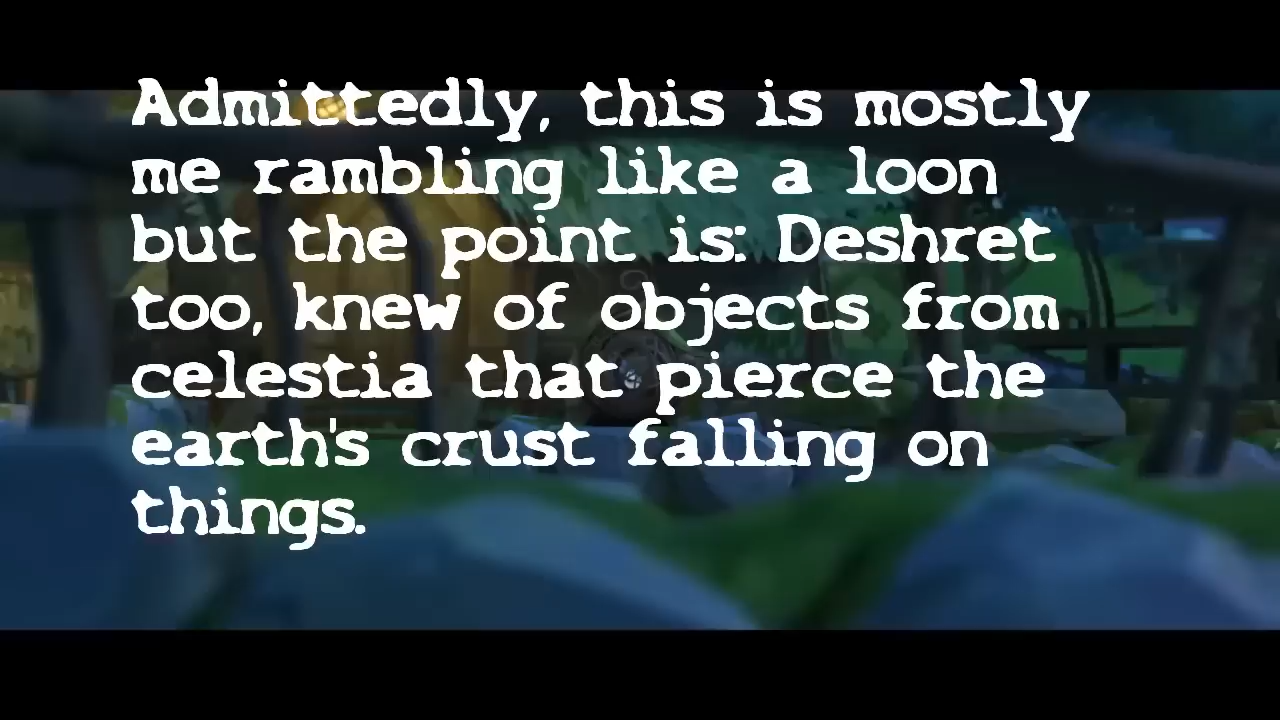 Admittedly, this is mostly
me rambling like a loon
but the point is: Deshret
too, knew of objects from
celestia that pierce the
earth's crust falling on
things.